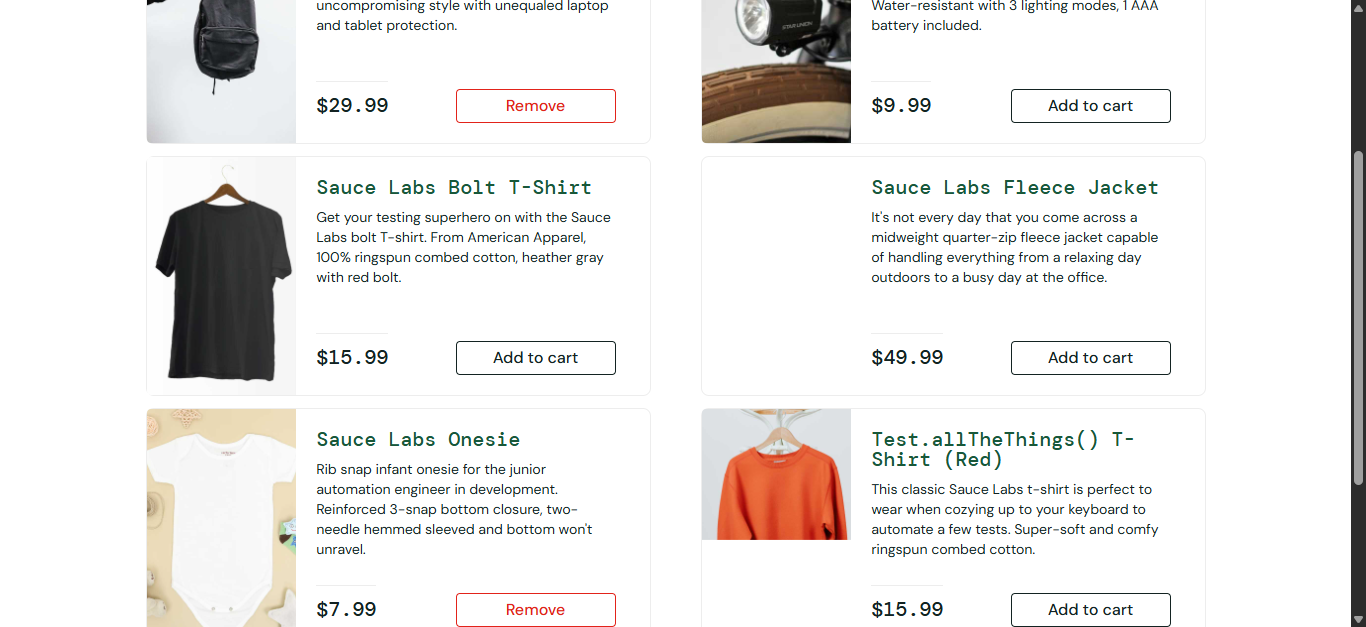 uncompromising style with unequaled laptop
and tablet protection.
$29.99
Remove
STAR UNION
Water-resistant with 3 lighting modes, 1 AAA
battery included.
$9.99
Add to cart
Sauce Labs Bolt T-Shirt
Get your testing superhero on with the Sauce
Labs bolt T-shirt. From American Apparel,
100% ringspun combed cotton, heather gray
with red bolt.
$15.99
Add to cart
Sauce Labs Fleece Jacket
It's not every day that you come across a
midweight quarter-zip fleece jacket capable
of handling everything from a relaxing day
outdoors to a busy day at the office.
$49.99
Add to cart
Sauce Labs Onesie
Rib snap infant onesie for the junior
automation engineer in development.
Reinforced 3-snap bottom closure, two-
needle hemmed sleeved and bottom won't
unravel.
$7.99
Remove
Test.allTheThings() T-
Shirt (Red)
This classic Sauce Labs t-shirt is perfect to
wear when cozying up to your keyboard to
automate a few tests. Super-soft and comfy
ringspun combed cotton.
$15.99
Add to cart